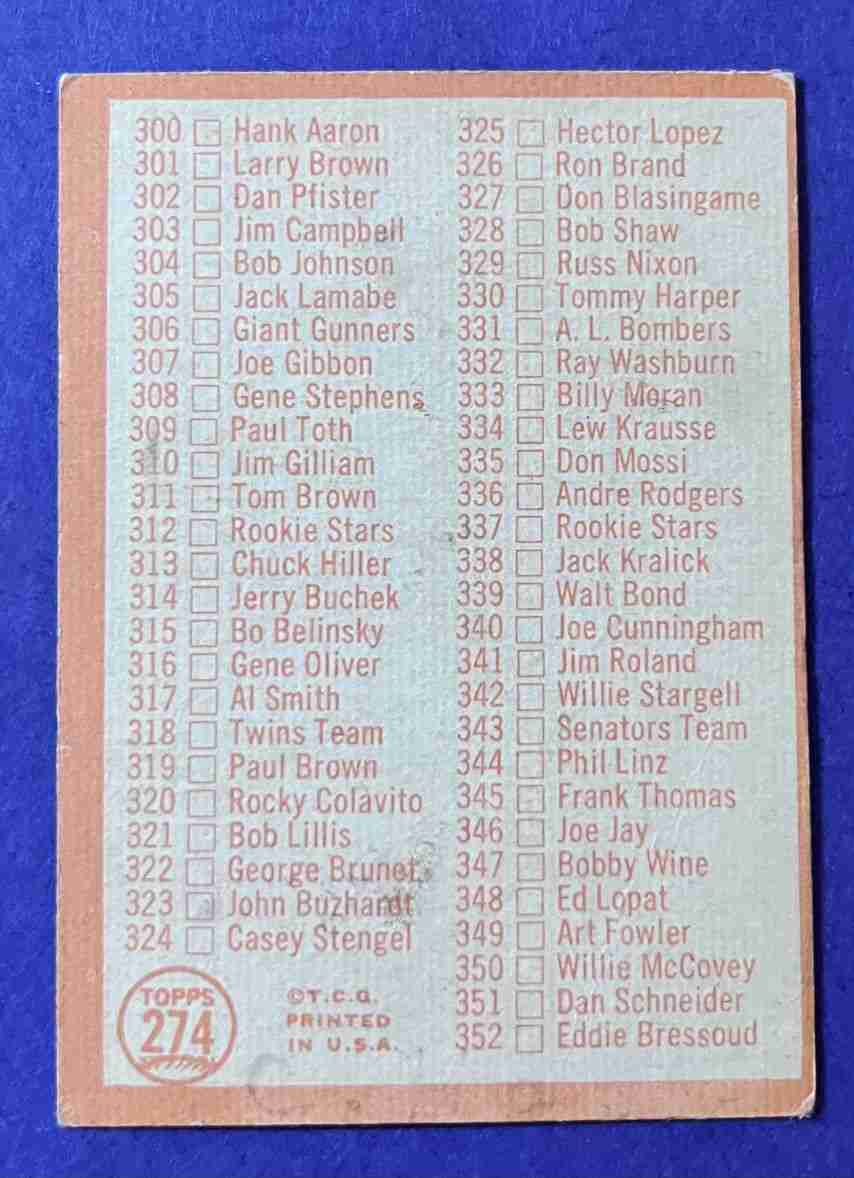 300 Hank Aaron
301 Larry Brown
302 Dan Pfister
303 Jim Campbell
304 Bob Johnson
305 Jack Lamabe
306 Giant Gunners
307 Joe Gibbon
308 Gene Stephens
309 Paul Toth
310 Jim Gilliam
311 Tom Brown
312 Rookie Stars
313 Chuck Hiller
314 Jerry Buchek
315 Bo Belinsky
316 Gene Oliver
317 Al Smith
318 Twins Team
319 Paul Brown
320 Rocky Colavito
321 Bob Lillis
322 George Brunet
323 John Buzhardt
324 Casey Stengel
TOPPS
274
©T.C.G.
PRINTED
IN U.S.A.
325 Hector Lopez
326 Ron Brand
327 Don Blasingame
328 Bob Shaw
329 Russ Nixon
330 Tommy Harper
331 A. L. Bombers
332 Ray Washburn
333 Billy Moran
334 Lew Krausse
335 Don Mossi
336 Andre Rodgers
337 Rookie Stars
338 Jack Kralick
339 Walt Bond
340 Joe Cunningham
341 Jim Roland
342 Willie Stargell
343 Senators Team
344 Phil Linz
345 Frank Thomas
346 Joe Jay
347 Bobby Wine
348 Ed Lopat
349 Art Fowler
350 Willie McCovey
351 Dan Schneider
352 Eddie Bressoud